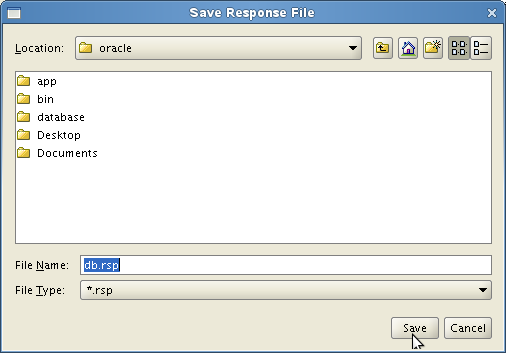 Save Response File
Location: oracle
app
bin
database
Desktop
Documents
File Name: db.rsp
File Type: *.rsp
Save Cancel